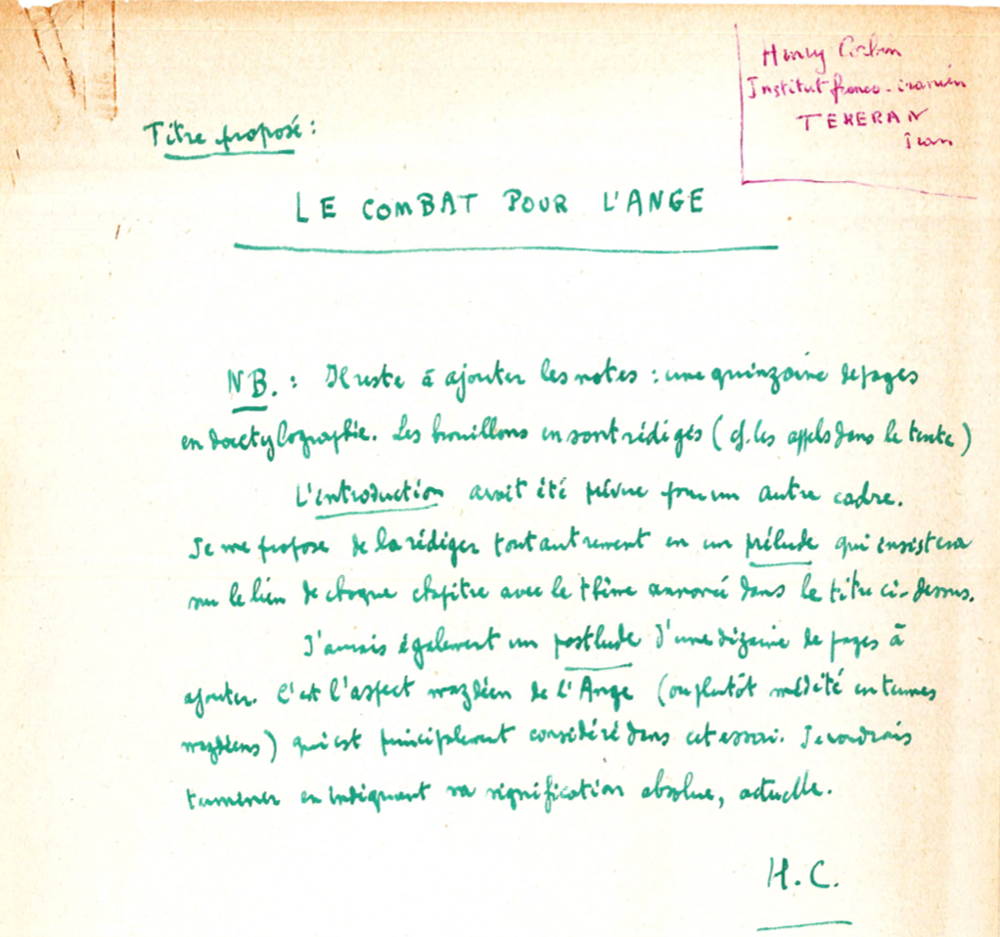 Henry Corbin
Institut franco-iranien
TEHERAN
Iran
Titre proposé :
LE COMBAT POUR L'ANGE
NB. : Il reste à ajouter les notes : une quinzaine de pages
en dactylographie. Les brouillons en sont rédigés (cf. les appels dans le texte)
L'introduction avait été prévue pour un autre cadre.
Je me propose de la rédiger tout autrement en un prélude qui insistera
sur le lien de chaque chapitre avec le thème annoncé dans le titre ci-dessus.
J'aurais également un postlude d'une dizaine de pages à
ajouter. C'est l'aspect mazdéen de l'Ange (ou plutôt médité en termes
mazdéens) qui est principalement considéré dans cet essai. Je voudrais
terminer en indiquant sa signification absolue, actuelle.
H.C.